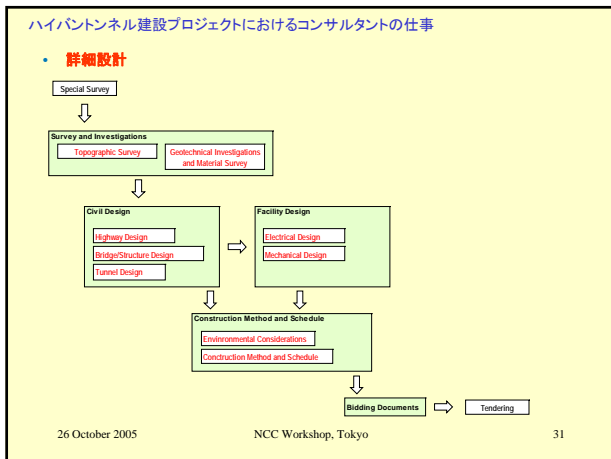 ハイバントンネル建設プロジェクトにおけるコンサルタントの仕事
• 詳細設計
Special Survey
Survey and Investigations
Topographic Survey
Geotechnical Investigations
and Material Survey
Civil Design
Highway Design
Bridge/Structure Design
Tunnel Design
Facility Design
Electrical Design
Mechanical Design
Construction Method and Schedule
Envinronmental Considerations
Conctruction Method and Schedule
Bidding Documents
Tendering
26 October 2005
NCC Workshop, Tokyo
31